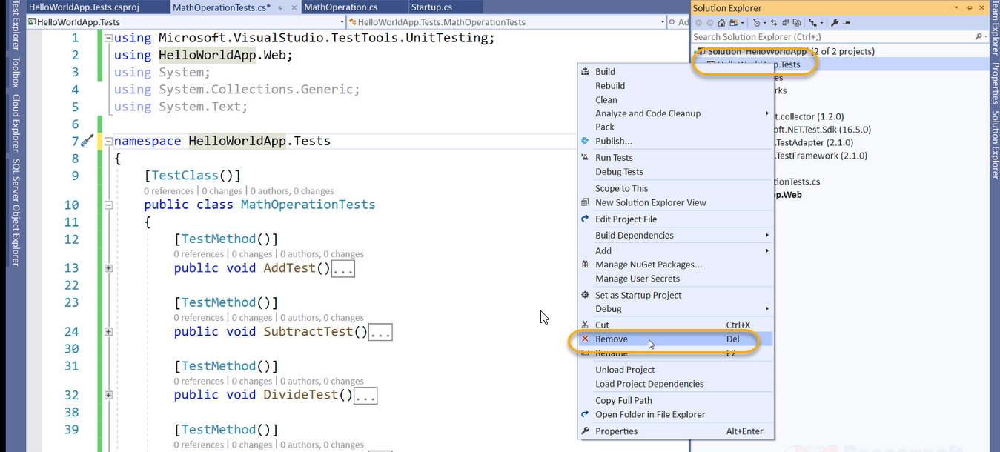 HelloWorldApp.Tests.csproj
MathOperationTests.cs*
MathOperation.cs
Startup.cs
HelloWorldApp.Tests
HelloWorldApp.Tests.MathOperationTests
Ad
Test Explorer
Toolbox
Cloud Explorer
SQL Server Object Explorer
1 using Microsoft.VisualStudio.TestTools.UnitTesting;
2 using HelloWorldApp.Web;
3 using System;
4 using System.Collections.Generic;
5 using System.Text;
6
7 namespace HelloWorldApp.Tests
8 {
9 [TestClass()]
0 references | 0 changes | 0 authors, 0 changes
10 public class MathOperationTests
11 {
12 [TestMethod()]
0 references | 0 changes | 0 authors, 0 changes
13 public void AddTest()...
22
23 [TestMethod()]
0 references | 0 changes | 0 authors, 0 changes
24 public void SubtractTest()...
30
31 [TestMethod()]
0 references | 0 changes | 0 authors, 0 changes
32 public void DivideTest()...
38
39 [TestMethod()]
0 references | 0 changes | 0 authors, 0 changes
Build
Rebuild
Clean
Analyze and Code Cleanup
Pack
Publish...
Run Tests
Debug Tests
Scope to This
New Solution Explorer View
Edit Project File
Build Dependencies
Add
Manage NuGet Packages...
Manage User Secrets
Set as Startup Project
Debug
Cut Ctrl+X
Remove Del
Rename F2
Unload Project
Load Project Dependencies
Copy Full Path
Open Folder in File Explorer
Properties Alt+Enter
Solution Explorer
Search Solution Explorer (Ctrl+;)
Solution 'HelloWorldApp' (2 of 2 projects)
HelloWorldApp.Tests
es
rks
t.collector (1.2.0)
oft.NET.Test.Sdk (16.5.0)
.TestAdapter (2.1.0)
.TestFramework (2.1.0)
tionTests.cs
pp.Web
Team Explorer
Properties
Solution Explorer